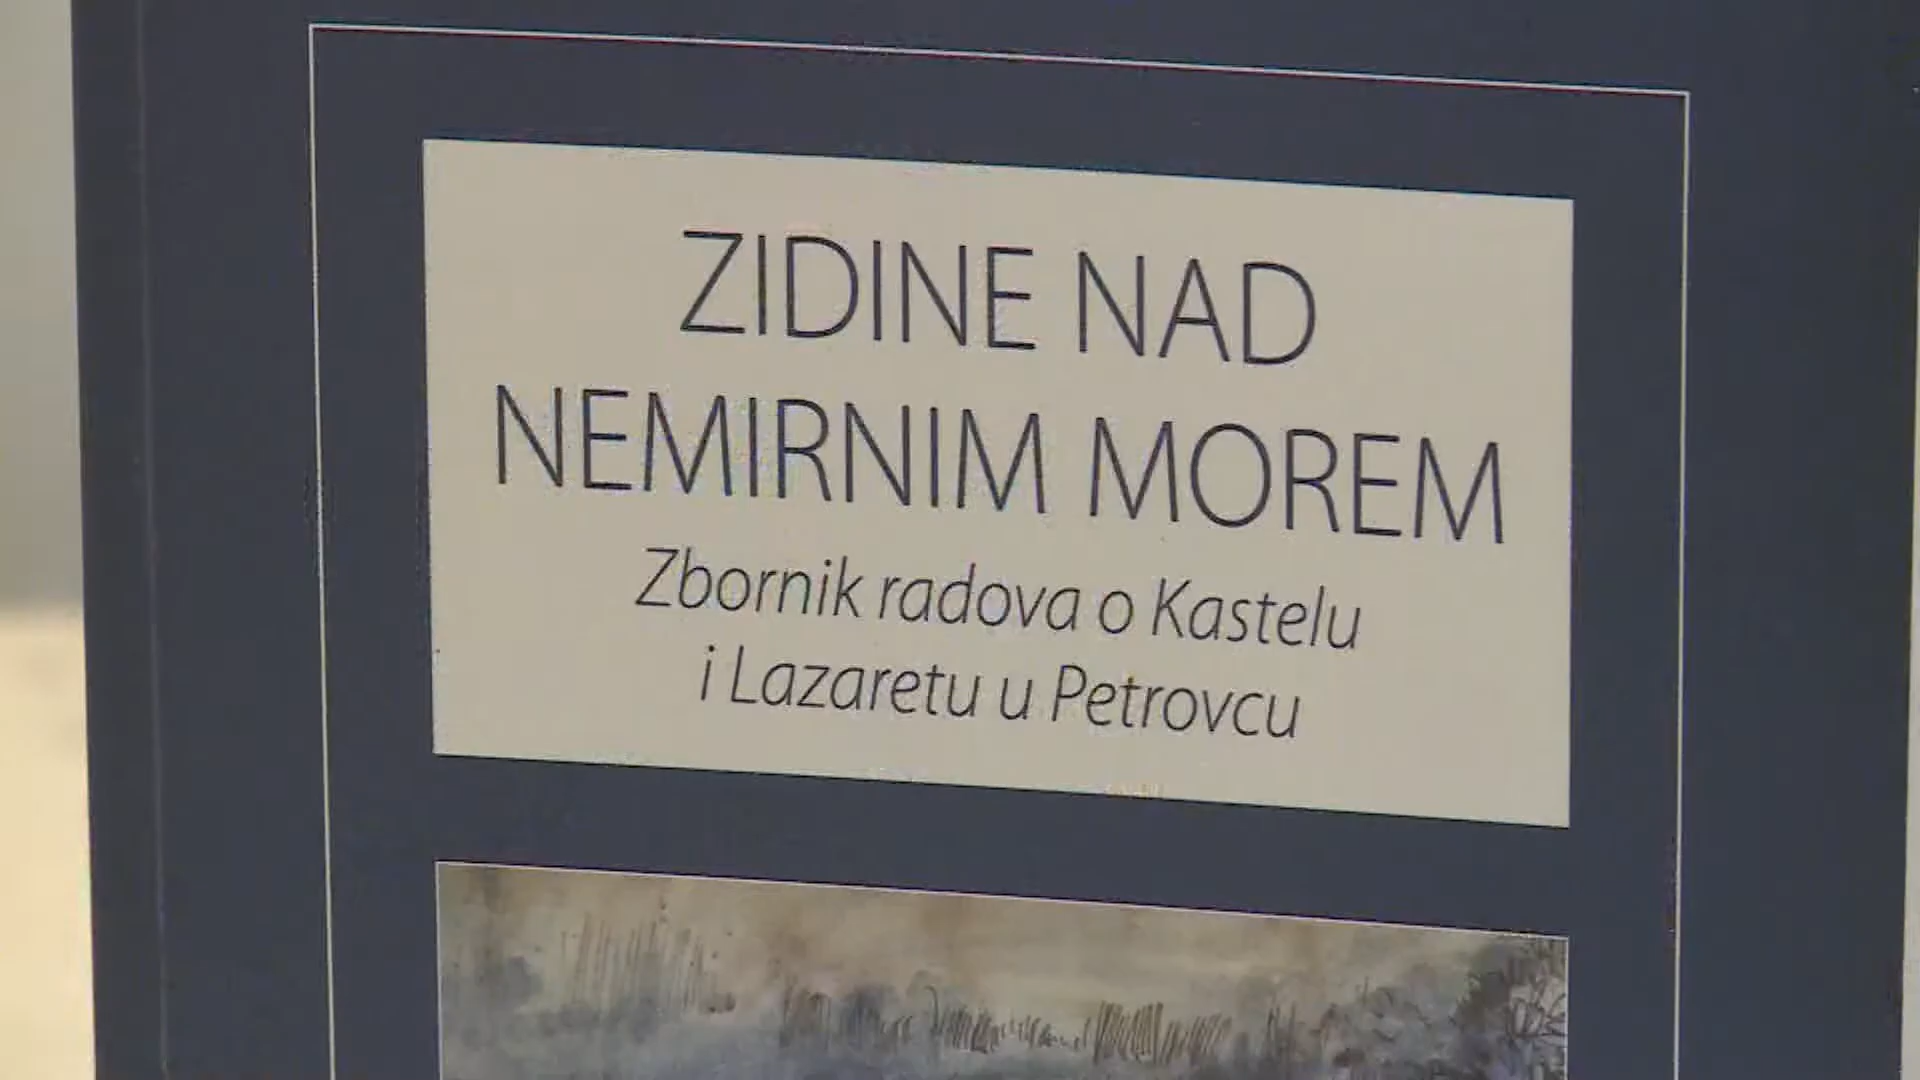 ZIDINE NAD
NEMIRNIM MOREM
Zbornik radova o Kastelu
i Lazaretu u Petrovcu